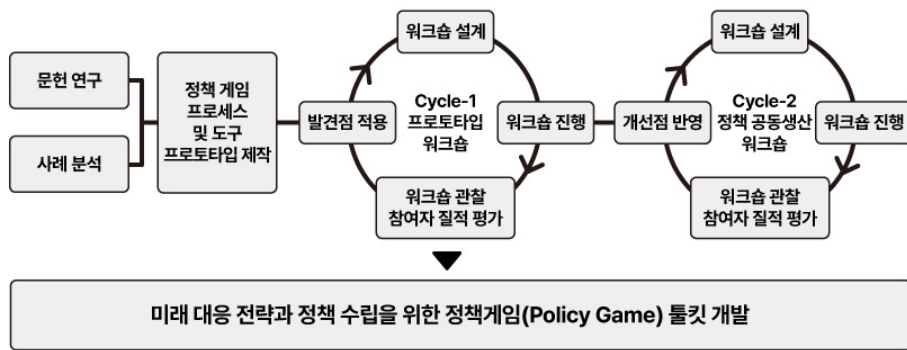 문헌 연구
사례 분석
정책 게임
프로세스
및 도구
프로토타입 제작
워크숍 설계
발견점 적용
Cycle-1
프로토타입
워크숍
워크숍 진행
워크숍 관찰
참여자 질적 평가
워크숍 설계
개선점 반영
Cycle-2
정책 공동생산
워크숍
워크숍 진행
워크숍 관찰
참여자 질적 평가
미래 대응 전략과 정책 수립을 위한 정책게임(Policy Game) 툴킷 개발